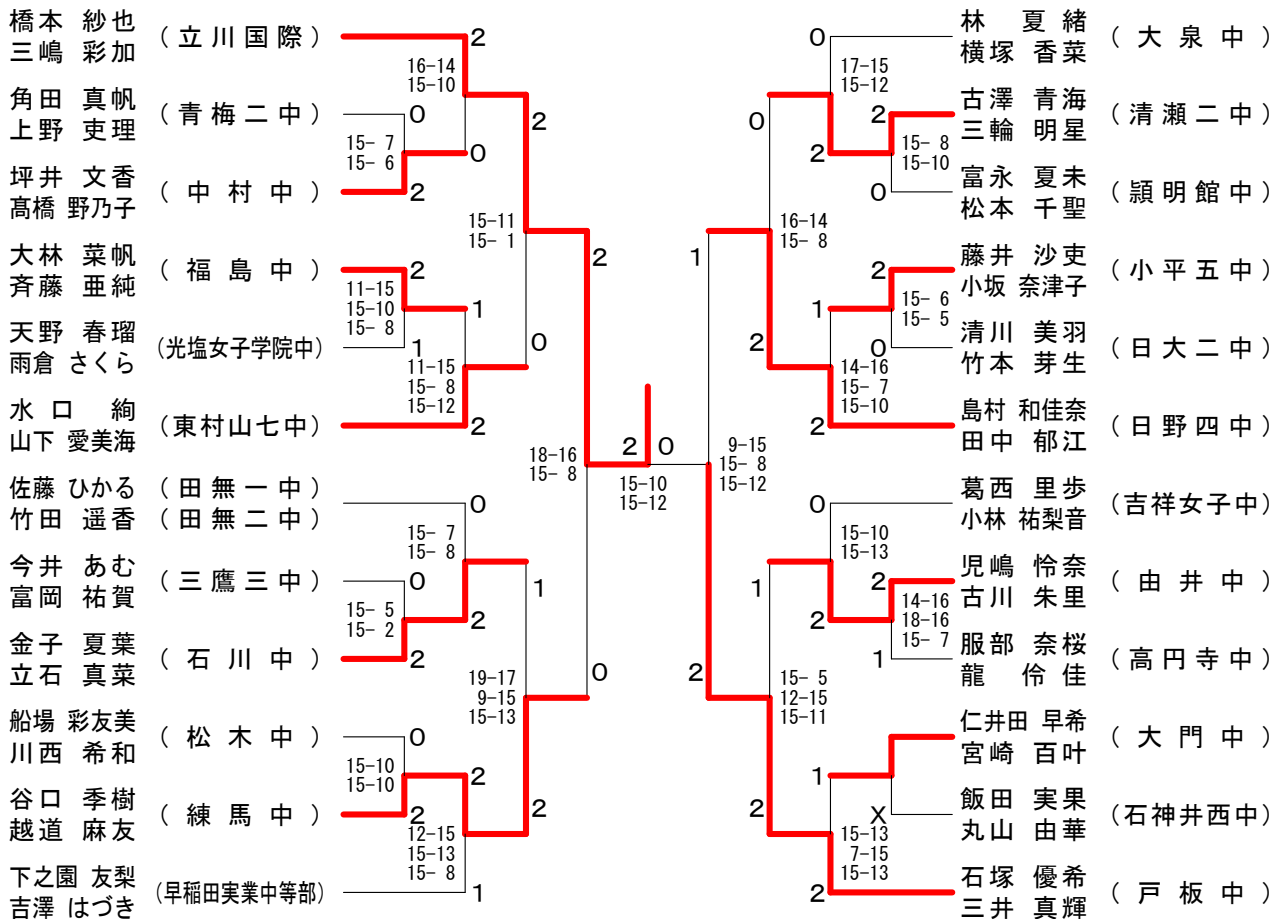 橋本 紗也
三嶋 彩加
(立川国際)
2
16-14
15-10
角田 真帆
上野 吏理
(青梅二中)
0
15- 7
15- 6
0
坪井 文香
髙橋 野乃子
(中村中)
2
2
15-11
15- 1
大林 菜帆
斉藤 亜純
(福島中)
2
11-15
15-10
15- 8
1
天野 春瑠
雨倉 さくら
(光塩女子学院中)
1
0
11-15
15- 8
15-12
水口 絢
山下 愛美海
(東村山七中)
2
2
18-16
15- 8
佐藤 ひかる
竹田 遥香
(田無一中)
(田無二中)
0
15- 7
15- 8
今井 あむ
富岡 祐賀
(三鷹三中)
0
15- 5
15- 2
2
金子 夏葉
立石 真菜
(石川中)
2
1
19-17
9-15
15-13
0
船場 彩友美
川西 希和
(松木中)
0
15-10
15-10
2
谷口 季樹
越道 麻友
(練馬中)
2
2
12-15
15-13
15- 8
下之園 友梨
吉澤 はづき
(早稲田実業中等部)
1
2
0
15-10
15-12
林 夏緒
横塚 香菜
(大泉中)
0
17-15
15-12
古澤 青海
三輪 明星
(清瀬二中)
2
15- 8
15-10
2
0
富永 夏未
松本 千聖
(頴明館中)
0
16-14
15- 8
1
藤井 沙吏
小坂 奈津子
(小平五中)
2
15- 6
15- 5
1
清川 美羽
竹本 芽生
(日大二中)
0
2
14-16
15- 7
15-10
島村 和佳奈
田中 郁江
(日野四中)
2
9-15
15- 8
15-12
葛西 里歩
小林 祐梨音
(吉祥女子中)
0
15-10
15-13
児嶋 怜奈
古川 朱里
(由井中)
2
14-16
18-16
15- 7
2
1
服部 奈桜
龍 伶佳
(高円寺中)
1
2
15- 5
12-15
15-11
仁井田 早希
宮崎 百叶
(大門中)
1
飯田 実果
丸山 由華
(石神井西中)
X
2
15-13
7-15
15-13
石塚 優希
三井 真輝
(戸板中)
2